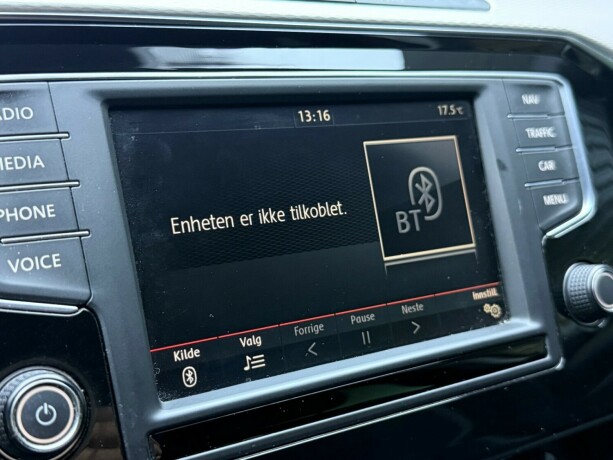 13:16
17.5°C
RADIO
MEDIA
PHONE
VOICE
NAV
TRAFFIC
CAR
MENU
Enheten er ikke tilkoblet.
BT
Kilde
Valg
Forrige
Pause
Neste
Innstill.